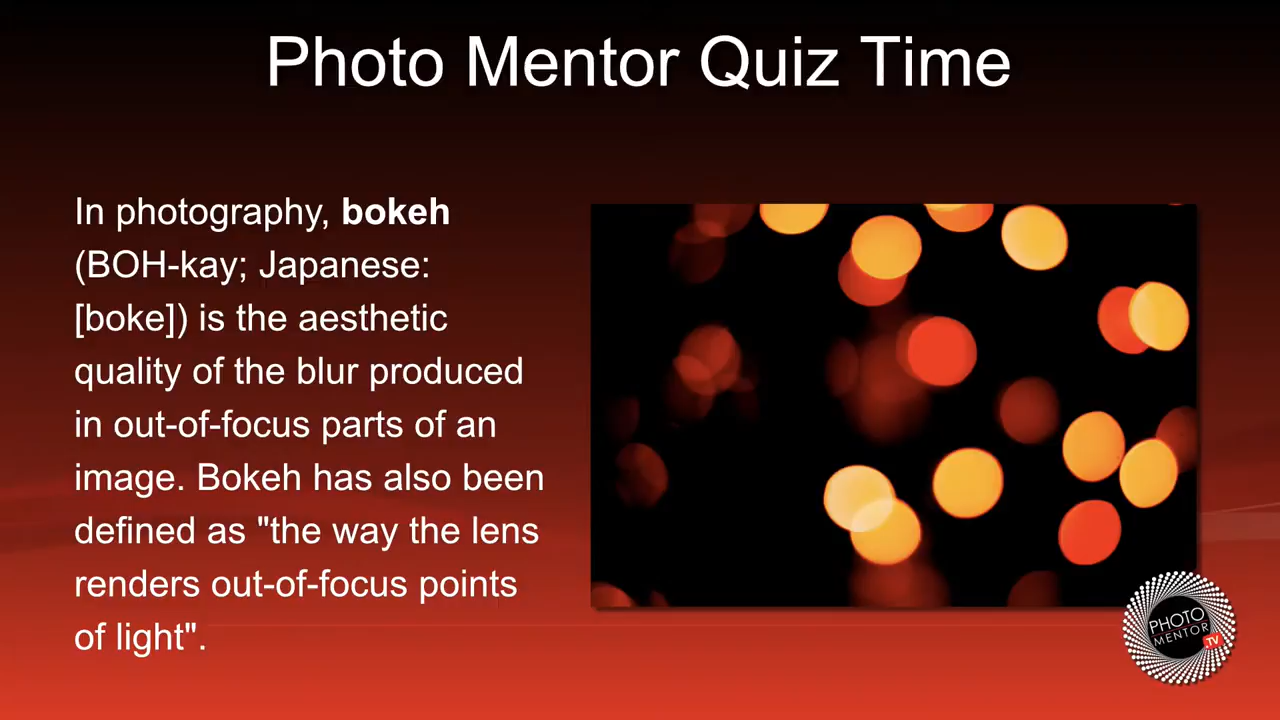 Photo Mentor Quiz Time
In photography, bokeh
(BOH-kay; Japanese:
[boke]) is the aesthetic
quality of the blur produced
in out-of-focus parts of an
image. Bokeh has also been
defined as "the way the lens
renders out-of-focus points
of light".
PHOTO
MENTOR
TV